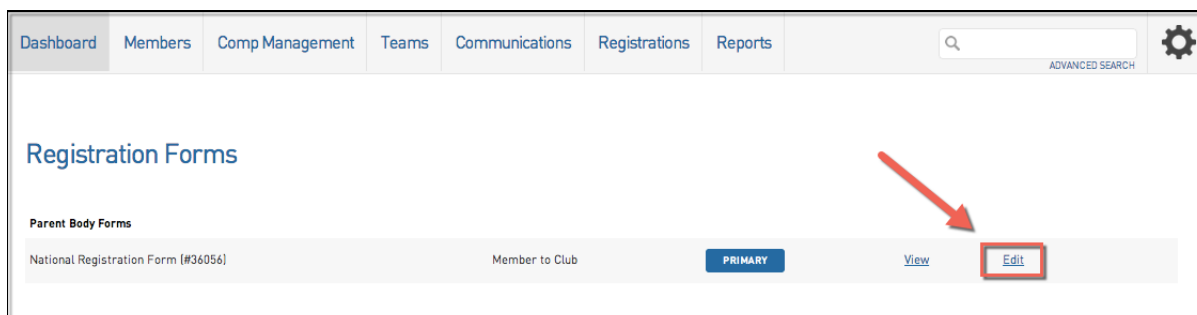 Dashboard Members Comp Management Teams Communications Registrations Reports
ADVANCED SEARCH
Registration Forms
Parent Body Forms
National Registration Form (#36056) Member to Club PRIMARY View Edit